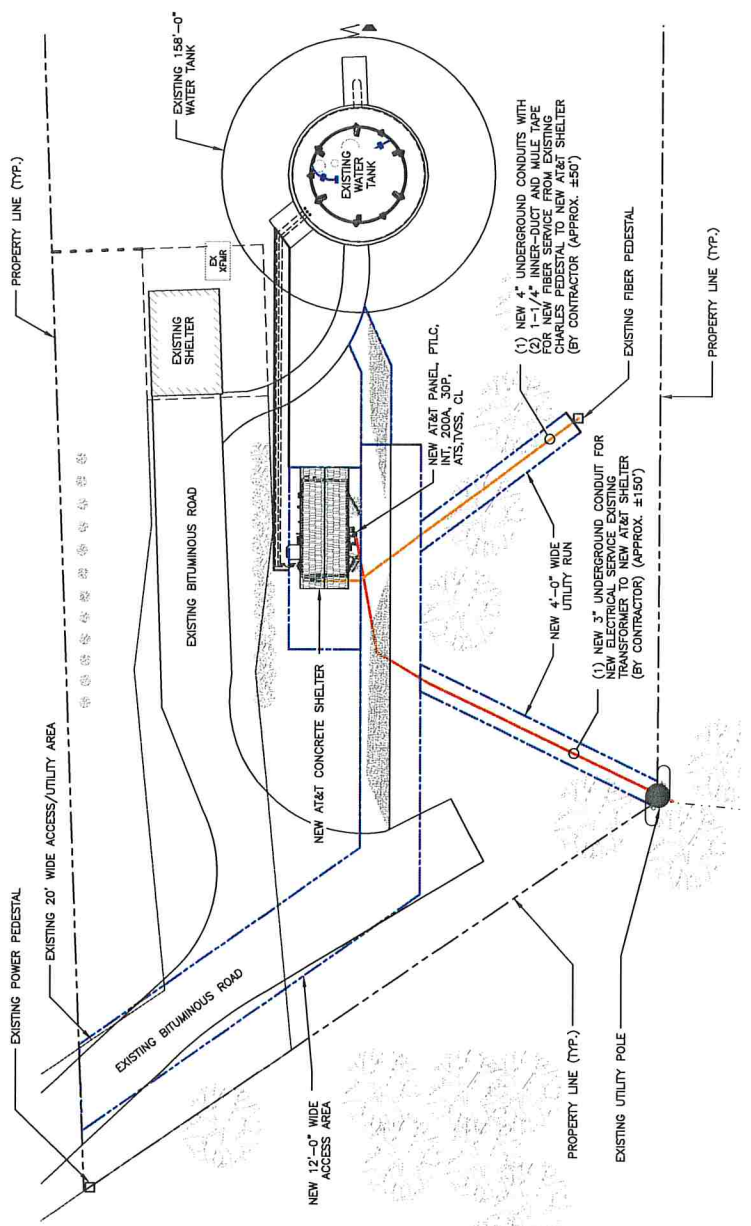 EXISTING POWER PEDESTAL
EXISTING 20' WIDE ACCESS/UTILITY AREA
PROPERTY LINE (TYP.)
EXISTING 158'-0"
WATER TANK
EXISTING
SHELTER
EX
XFMR
EXISTING BITUMINOUS ROAD
EXISTING
WATER
TANK
EXISTING BITUMINOUS ROAD
NEW AT&T CONCRETE SHELTER
NEW AT&T PANEL, PTLC,
INT, 200A, 30P,
ATS,TVSS, CL
(1) NEW 4" UNDERGROUND CONDUITS WITH
(2) 1-1/4" INNER-DUCT AND MULE TAPE
FOR NEW FIBER SERVICE FROM EXISTING
CHARLES PEDESTAL TO NEW AT&T SHELTER
(BY CONTRACTOR (APPROX. ±50')
EXISTING FIBER PEDESTAL
NEW 12'-0" WIDE
ACCESS AREA
NEW 4'-0" WIDE
UTILITY RUN
(1) NEW 3" UNDERGROUND CONDUIT FOR
NEW ELECTRICAL SERVICE EXISTING
TRANSFORMER TO NEW AT&T SHELTER
(BY CONTRACTOR) (APPROX. ±150')
PROPERTY LINE (TYP.)
EXISTING UTILITY POLE
PROPERTY LINE (TYP.)